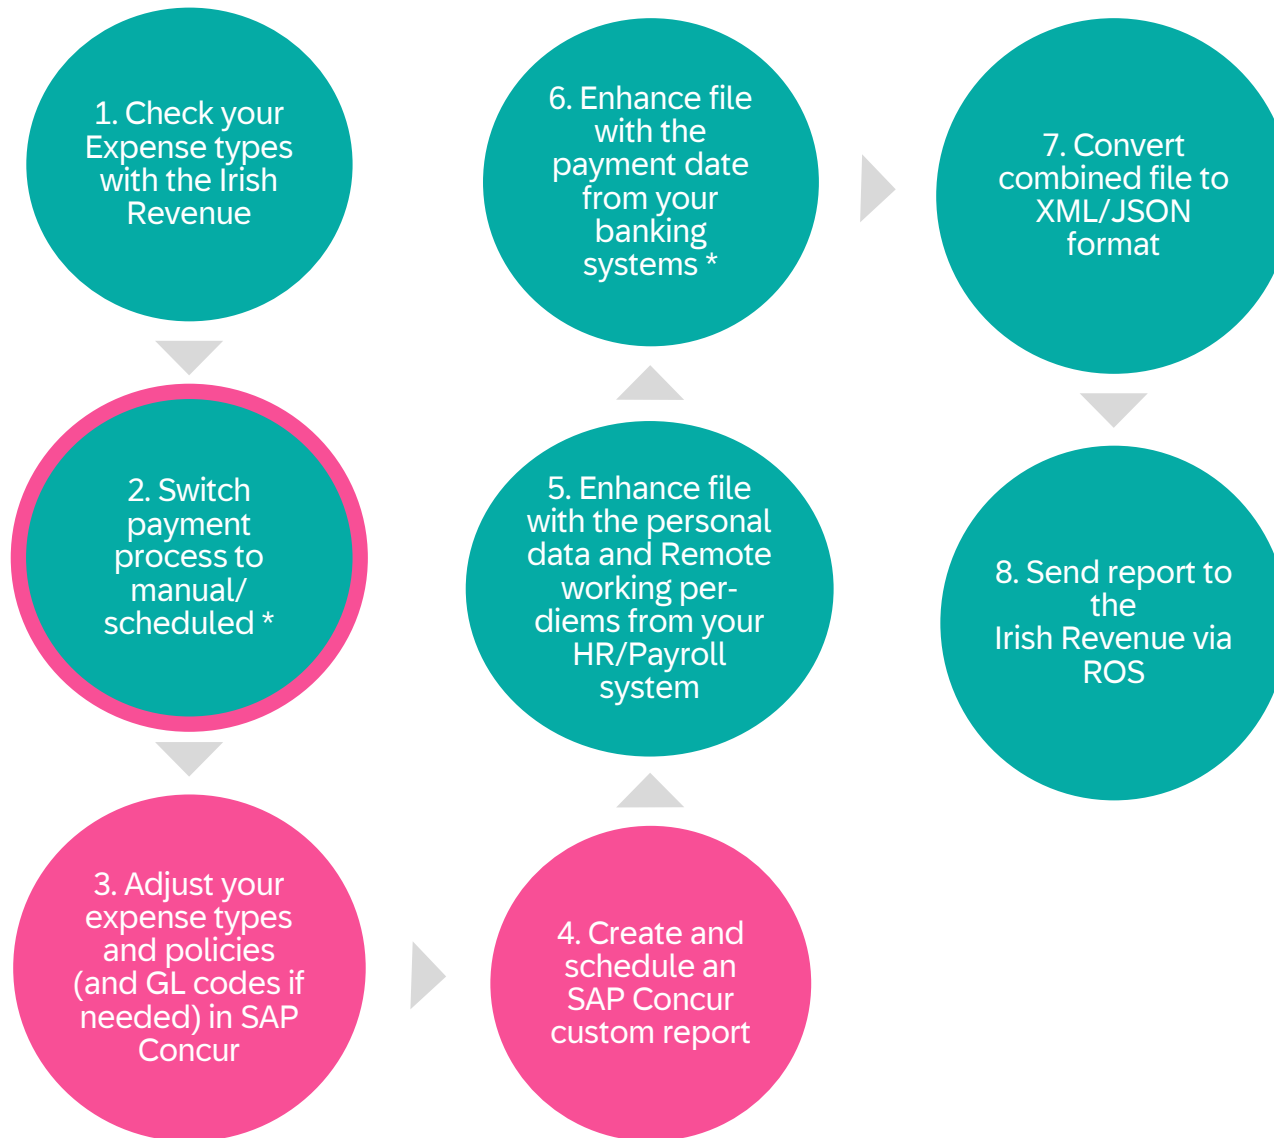 1. Check your
Expense types
with the Irish
Revenue
2. Switch
payment
process to
manual/
scheduled *
3. Adjust your
expense types
and policies
(and GL codes if
needed) in SAP
Concur
4. Create and
schedule an
SAP Concur
custom report
5. Enhance file
with the personal
data and Remote
working per-
diems from your
HR/Payroll
system
6. Enhance file
with the
payment date
from your
banking
systems *
7. Convert
combined file to
XML/JSON
format
8. Send report to
the
Irish Revenue via
ROS